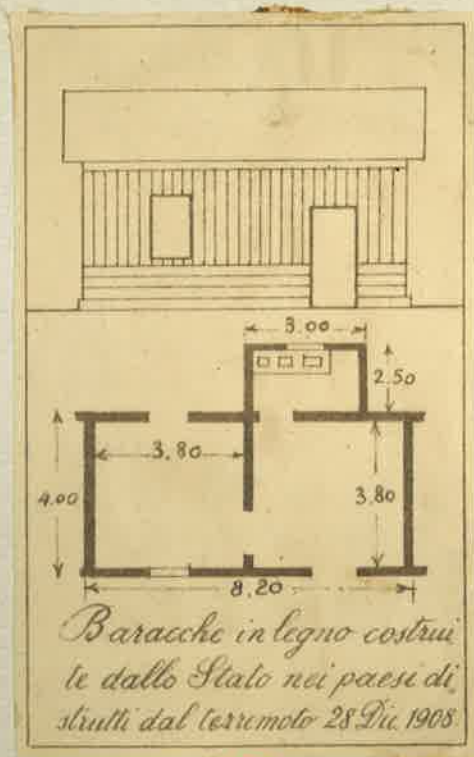 3.00
2.50
3.80
4.00
3.80
8.20
Baracche in legno costrui
te dallo Stato nei paesi di,
strutti dal terremoto 28 Dic. 1908.